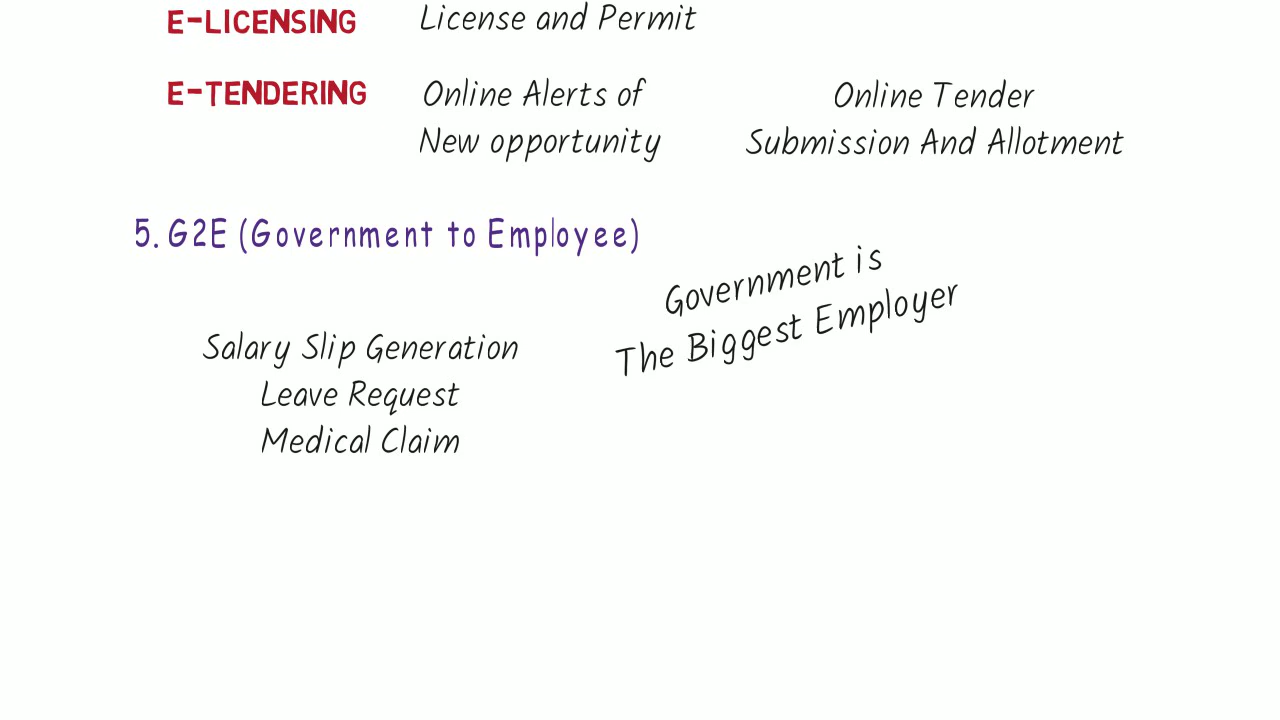 E-LICENSING License and Permit
E-TENDERING Online Alerts of
New opportunity
Online Tender
Submission And Allotment
5. G2E (Government to Employee)
Government is
The Biggest Employer
Salary Slip Generation
Leave Request
Medical Claim